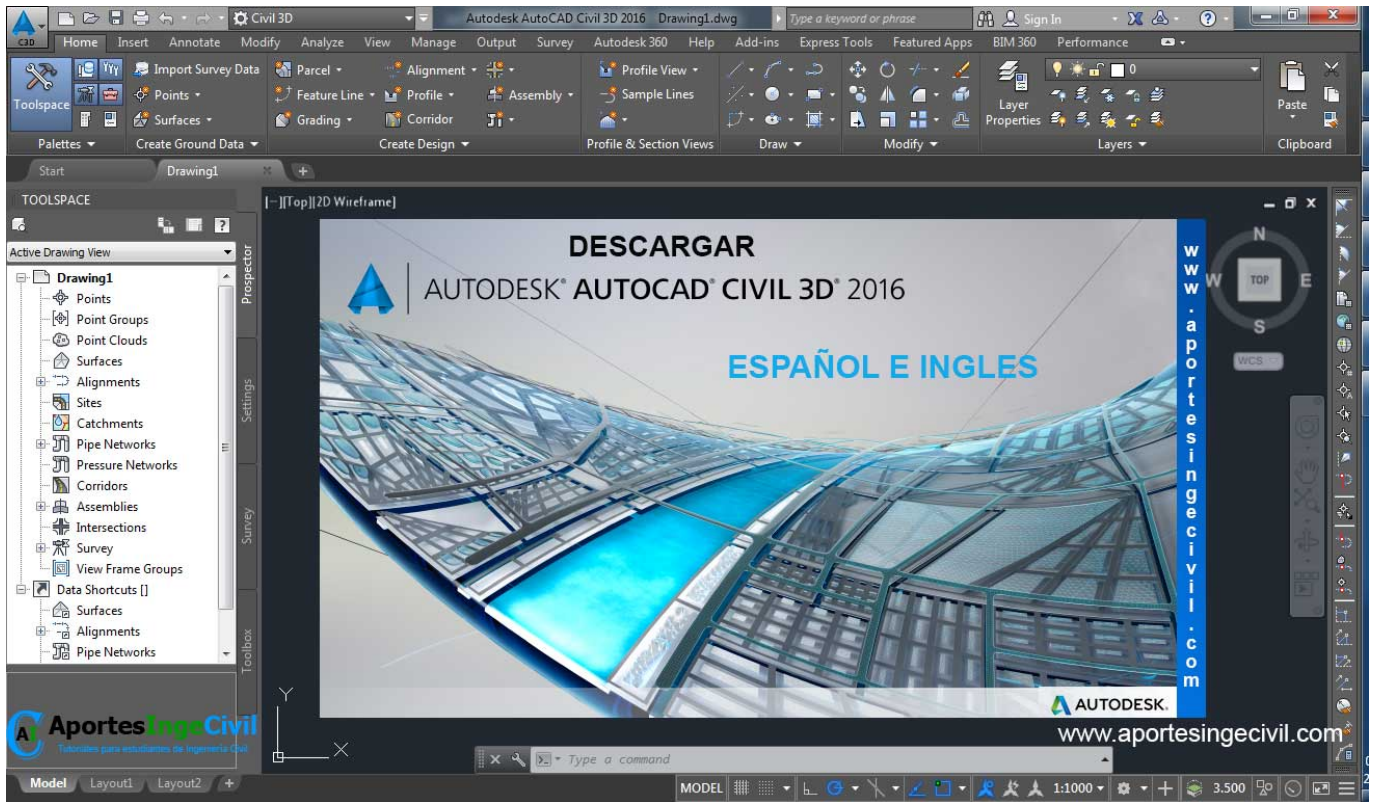 Civil 3D
Autodesk AutoCAD Civil 3D 2016 Drawing1.dwg
Type a keyword or phrase
Sign In
C3D
Home Insert Annotate Modify Analyze View Manage Output Survey Autodesk 360 Help Add-ins Express Tools Featured Apps BIM 360 Performance
Toolspace
Import Survey Data
Points
Surfaces
Parcel
Feature Line
Grading
Alignment
Profile
Corridor
Assembly
Profile View
Sample Lines
0
Layer
Properties
Paste
Palettes
Create Ground Data
Create Design
Profile & Section Views
Draw
Modify
Layers
Clipboard
Start
Drawing1
TOOLSPACE
Active Drawing View
Drawing1
Points
Point Groups
Point Clouds
Surfaces
Alignments
Sites
Catchments
Pipe Networks
Pressure Networks
Corridors
Assemblies
Intersections
Survey
View Frame Groups
Data Shortcuts []
Surfaces
Alignments
Pipe Networks
Prospector
Settings
Survey
Toolbox
[–][Top][2D Wireframe]
DESCARGAR
AUTODESK® AUTOCAD® CIVIL 3D® 2016
ESPAÑOL E INGLES
www.aportesingecivil.com
AUTODESK.
www.aportesingecivil.com
N
W
TOP
E
S
WCS
AportesIngeCivil
Tutoriales para estudiantes de Ingeniería Civil
Y
X
Type a command
Model Layout1 Layout2 +
MODEL
1:1000
3.500